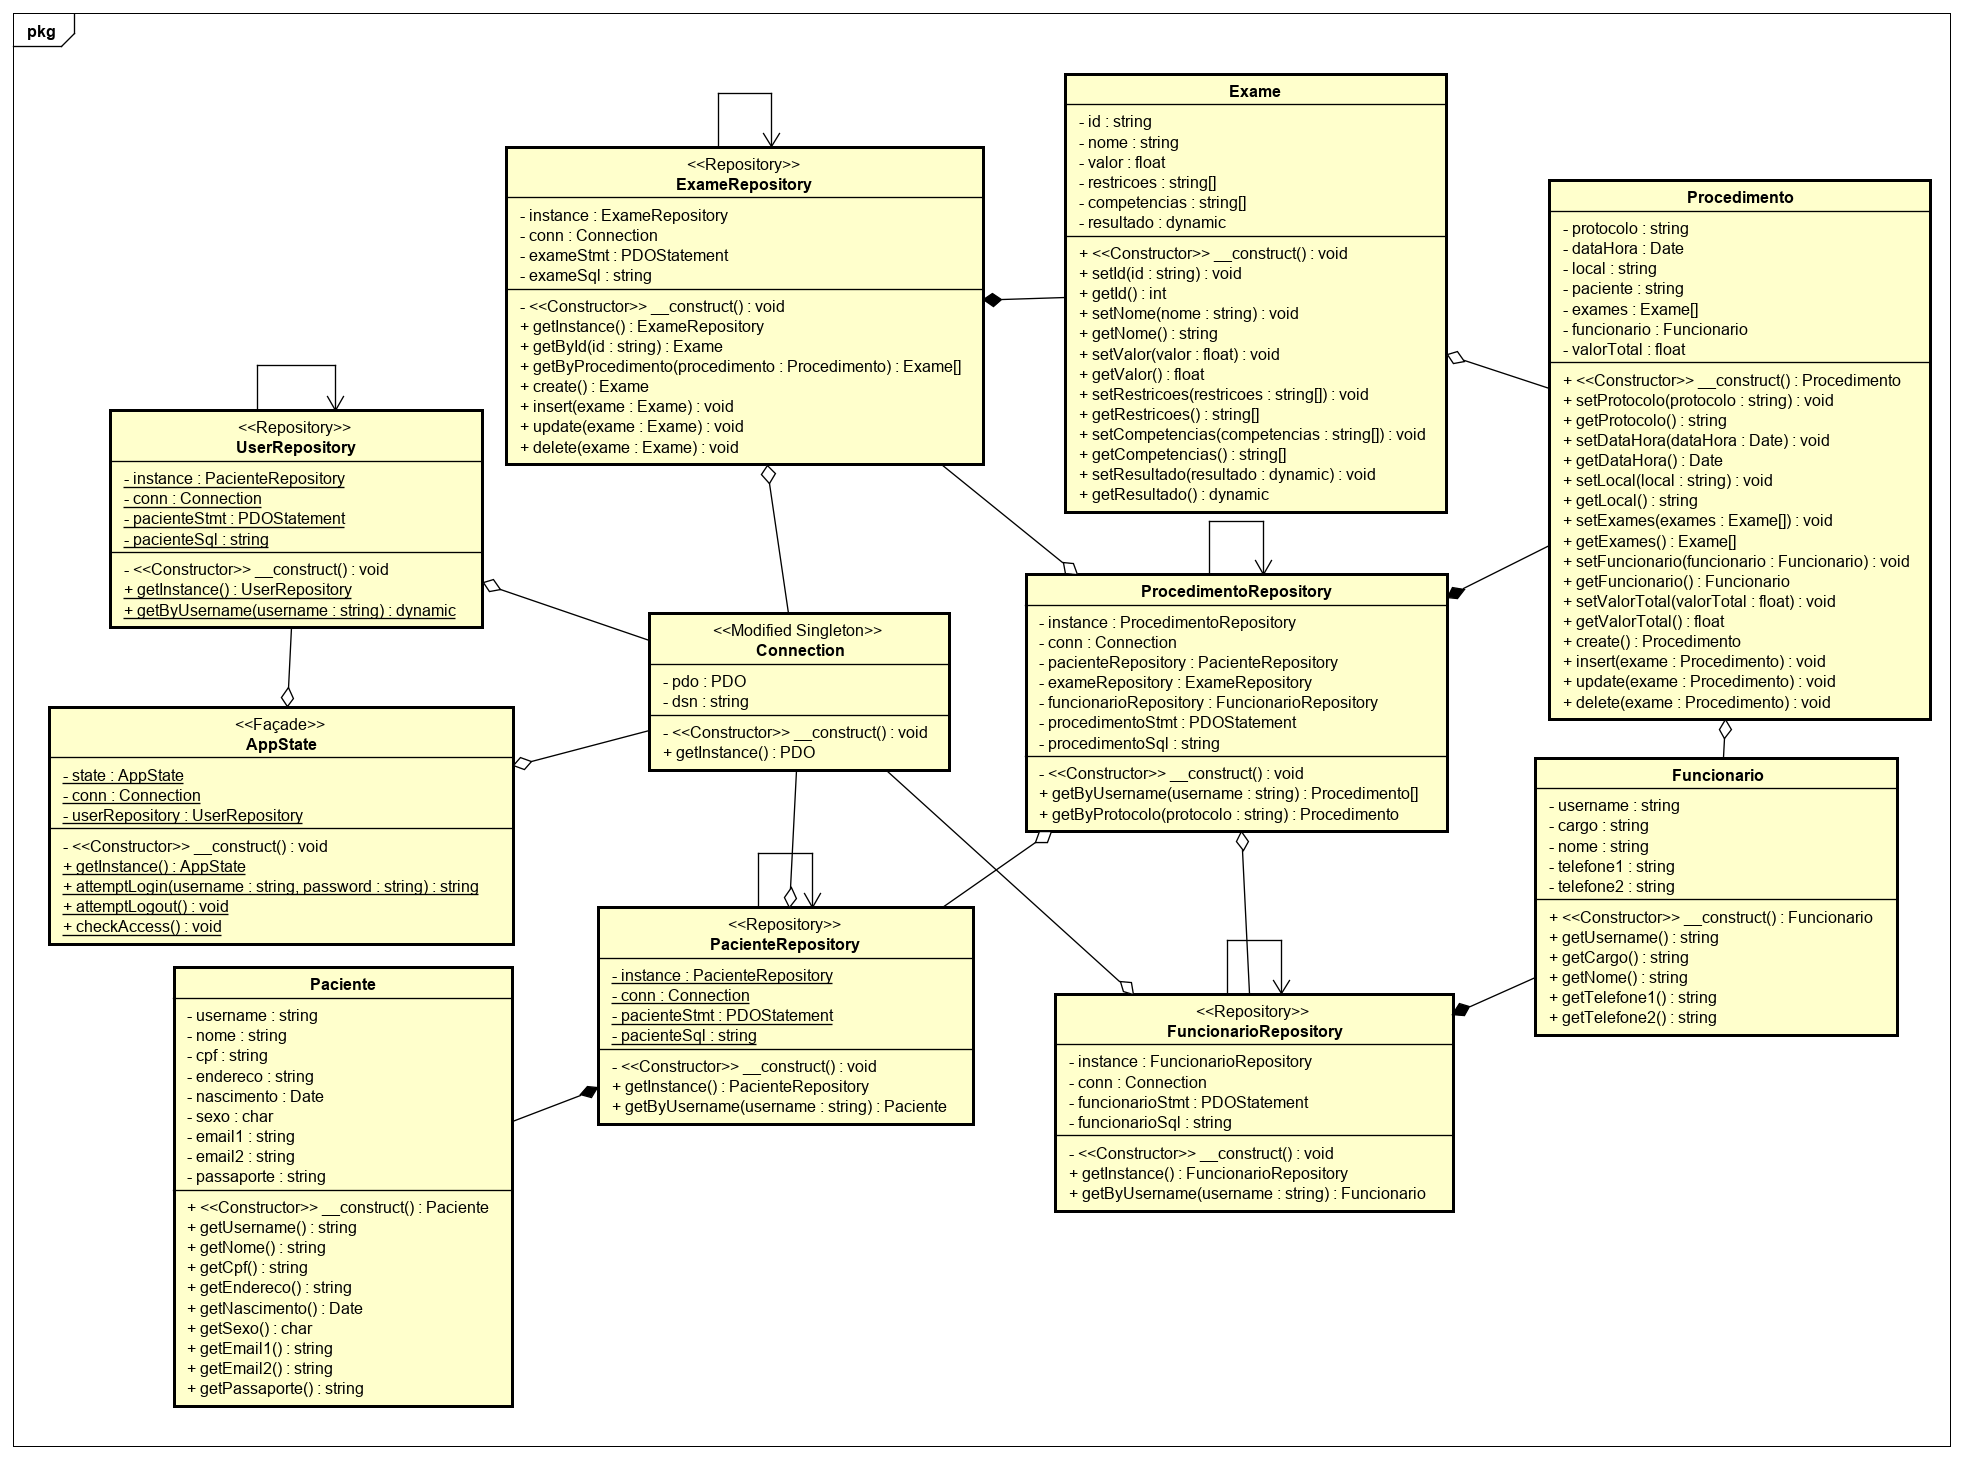 pkg
<<Repository>>
ExameRepository
- instance : ExameRepository
- conn : Connection
- exameStmt : PDOStatement
- exameSql : string
- <<Constructor>> __construct() : void
+ getInstance() : ExameRepository
+ getById(id : string) : Exame
+ getByProcedimento(procedimento : Procedimento) : Exame[]
+ create() : Exame
+ insert(exame : Exame) : void
+ update(exame : Exame) : void
+ delete(exame : Exame) : void
Exame
- id : string
- nome : string
- valor : float
- restricoes : string[]
- competencias : string[]
- resultado : dynamic
+ <<Constructor>> __construct() : void
+ setId(id : string) : void
+ getId() : int
+ setNome(nome : string) : void
+ getNome() : string
+ setValor(valor : float) : void
+ getValor() : float
+ setRestricoes(restricoes : string[]) : void
+ getRestricoes() : string[]
+ setCompetencias(competencias : string[]) : void
+ getCompetencias() : string[]
+ setResultado(resultado : dynamic) : void
+ getResultado() : dynamic
Procedimento
- protocolo : string
- dataHora : Date
- local : string
- paciente : string
- exames : Exame[]
- funcionario : Funcionario
- valorTotal : float
+ <<Constructor>> __construct() : Procedimento
+ setProtocolo(protocolo : string) : void
+ getProtocolo() : string
+ setDataHora(dataHora : Date) : void
+ getDataHora() : Date
+ setLocal(local : string) : void
+ getLocal() : string
+ setExames(exames : Exame[]) : void
+ getExames() : Exame[]
+ setFuncionario(funcionario : Funcionario) : void
+ getFuncionario() : Funcionario
+ setValorTotal(valorTotal : float) : void
+ getValorTotal() : float
+ create() : Procedimento
+ insert(exame : Procedimento) : void
+ update(exame : Procedimento) : void
+ delete(exame : Procedimento) : void
<<Repository>>
UserRepository
- instance : PacienteRepository
- conn : Connection
- pacienteStmt : PDOStatement
- pacienteSql : string
- <<Constructor>> __construct() : void
+ getInstance() : UserRepository
+ getByUsername(username : string) : dynamic
<<Modified Singleton>>
Connection
- pdo : PDO
- dsn : string
- <<Constructor>> __construct() : void
+ getInstance() : PDO
ProcedimentoRepository
- instance : ProcedimentoRepository
- conn : Connection
- pacienteRepository : PacienteRepository
- exameRepository : ExameRepository
- funcionarioRepository : FuncionarioRepository
- procedimentoStmt : PDOStatement
- procedimentoSql : string
- <<Constructor>> __construct() : void
+ getByUsername(username : string) : Procedimento[]
+ getByProtocolo(protocolo : string) : Procedimento
<<Façade>>
AppState
- state : AppState
- conn : Connection
- userRepository : UserRepository
- <<Constructor>> __construct() : void
+ getInstance() : AppState
+ attemptLogin(username : string, password : string) : string
+ attemptLogout() : void
+ checkAccess() : void
Funcionario
- username : string
- cargo : string
- nome : string
- telefone1 : string
- telefone2 : string
+ <<Constructor>> __construct() : Funcionario
+ getUsername() : string
+ getCargo() : string
+ getNome() : string
+ getTelefone1() : string
+ getTelefone2() : string
<<Repository>>
PacienteRepository
- instance : PacienteRepository
- conn : Connection
- pacienteStmt : PDOStatement
- pacienteSql : string
- <<Constructor>> __construct() : void
+ getInstance() : PacienteRepository
+ getByUsername(username : string) : Paciente
<<Repository>>
FuncionarioRepository
- instance : FuncionarioRepository
- conn : Connection
- funcionarioStmt : PDOStatement
- funcionarioSql : string
- <<Constructor>> __construct() : void
+ getInstance() : FuncionarioRepository
+ getByUsername(username : string) : Funcionario
Paciente
- username : string
- nome : string
- cpf : string
- endereco : string
- nascimento : Date
- sexo : char
- email1 : string
- email2 : string
- passaporte : string
+ <<Constructor>> __construct() : Paciente
+ getUsername() : string
+ getNome() : string
+ getCpf() : string
+ getEndereco() : string
+ getNascimento() : Date
+ getSexo() : char
+ getEmail1() : string
+ getEmail2() : string
+ getPassaporte() : string